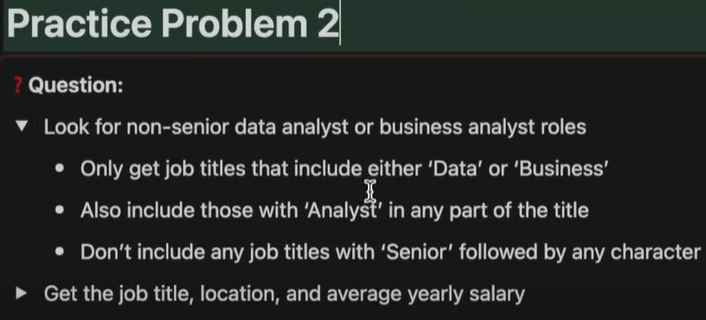 Practice Problem 2
❓ Question:
▼ Look for non-senior data analyst or business analyst roles
• Only get job titles that include either ‘Data’ or ‘Business’
• Also include those with ‘Analyst’ in any part of the title
• Don’t include any job titles with ‘Senior’ followed by any character
▶ Get the job title, location, and average yearly salary